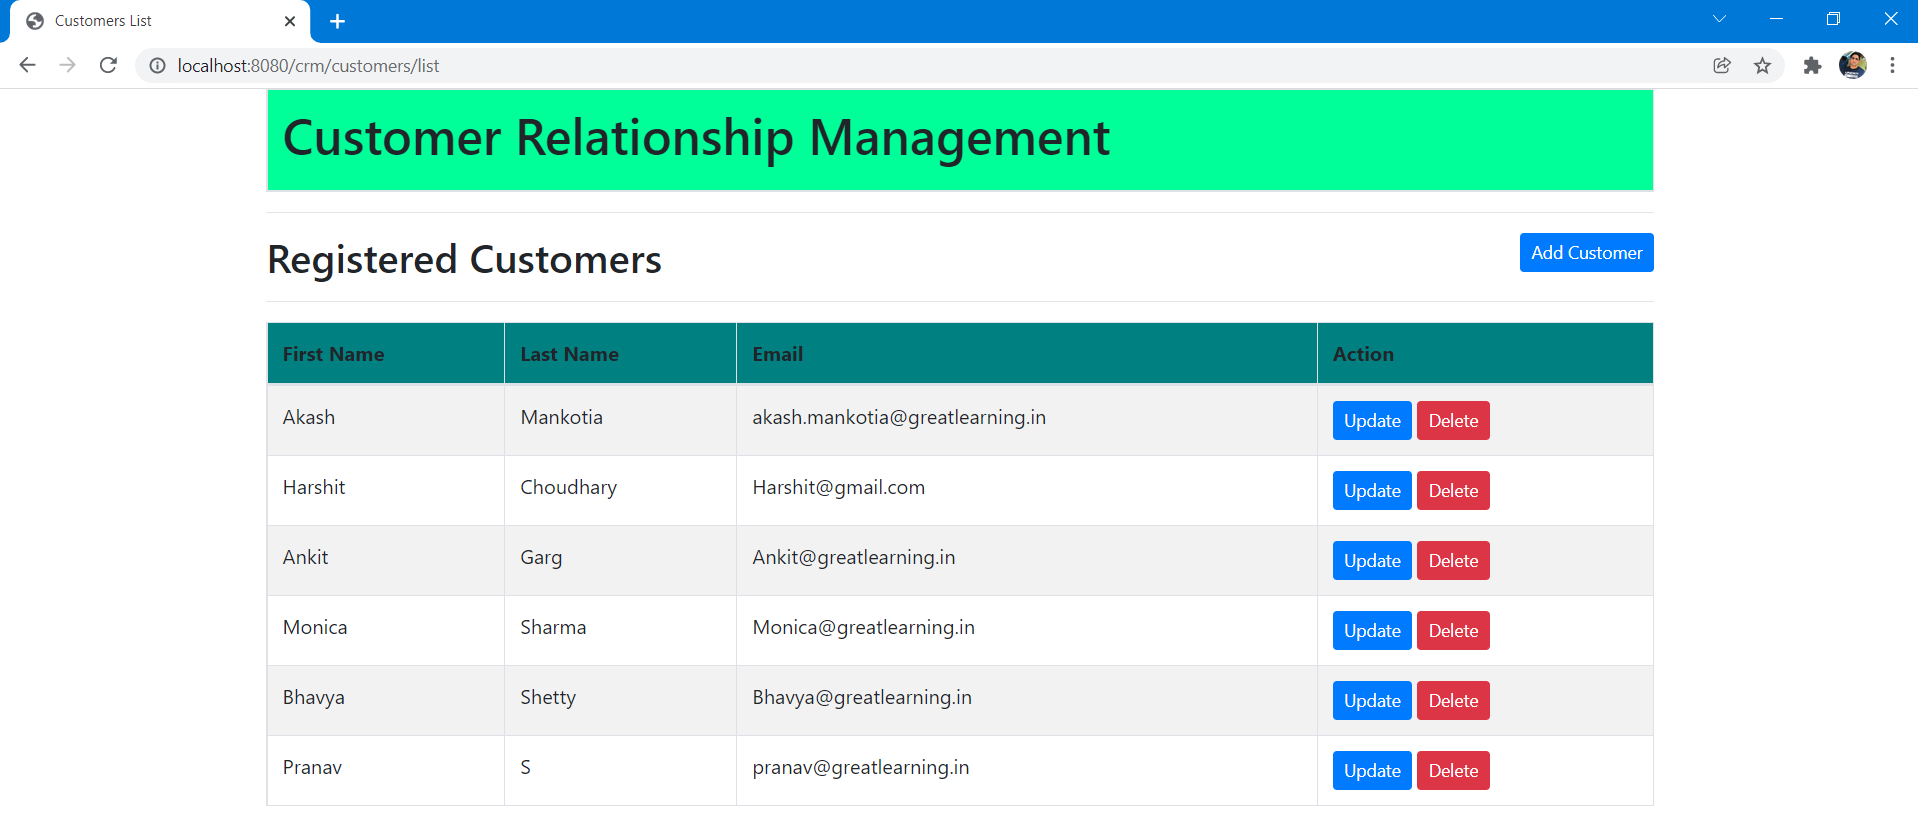 Customers List
localhost:8080/crm/customers/list
Customer Relationship Management
Registered Customers Add Customer
First Name Last Name Email Action
Akash Mankotia akash.mankotia@greatlearning.in Update Delete
Harshit Choudhary Harshit@gmail.com Update Delete
Ankit Garg Ankit@greatlearning.in Update Delete
Monica Sharma Monica@greatlearning.in Update Delete
Bhavya Shetty Bhavya@greatlearning.in Update Delete
Pranav S pranav@greatlearning.in Update Delete